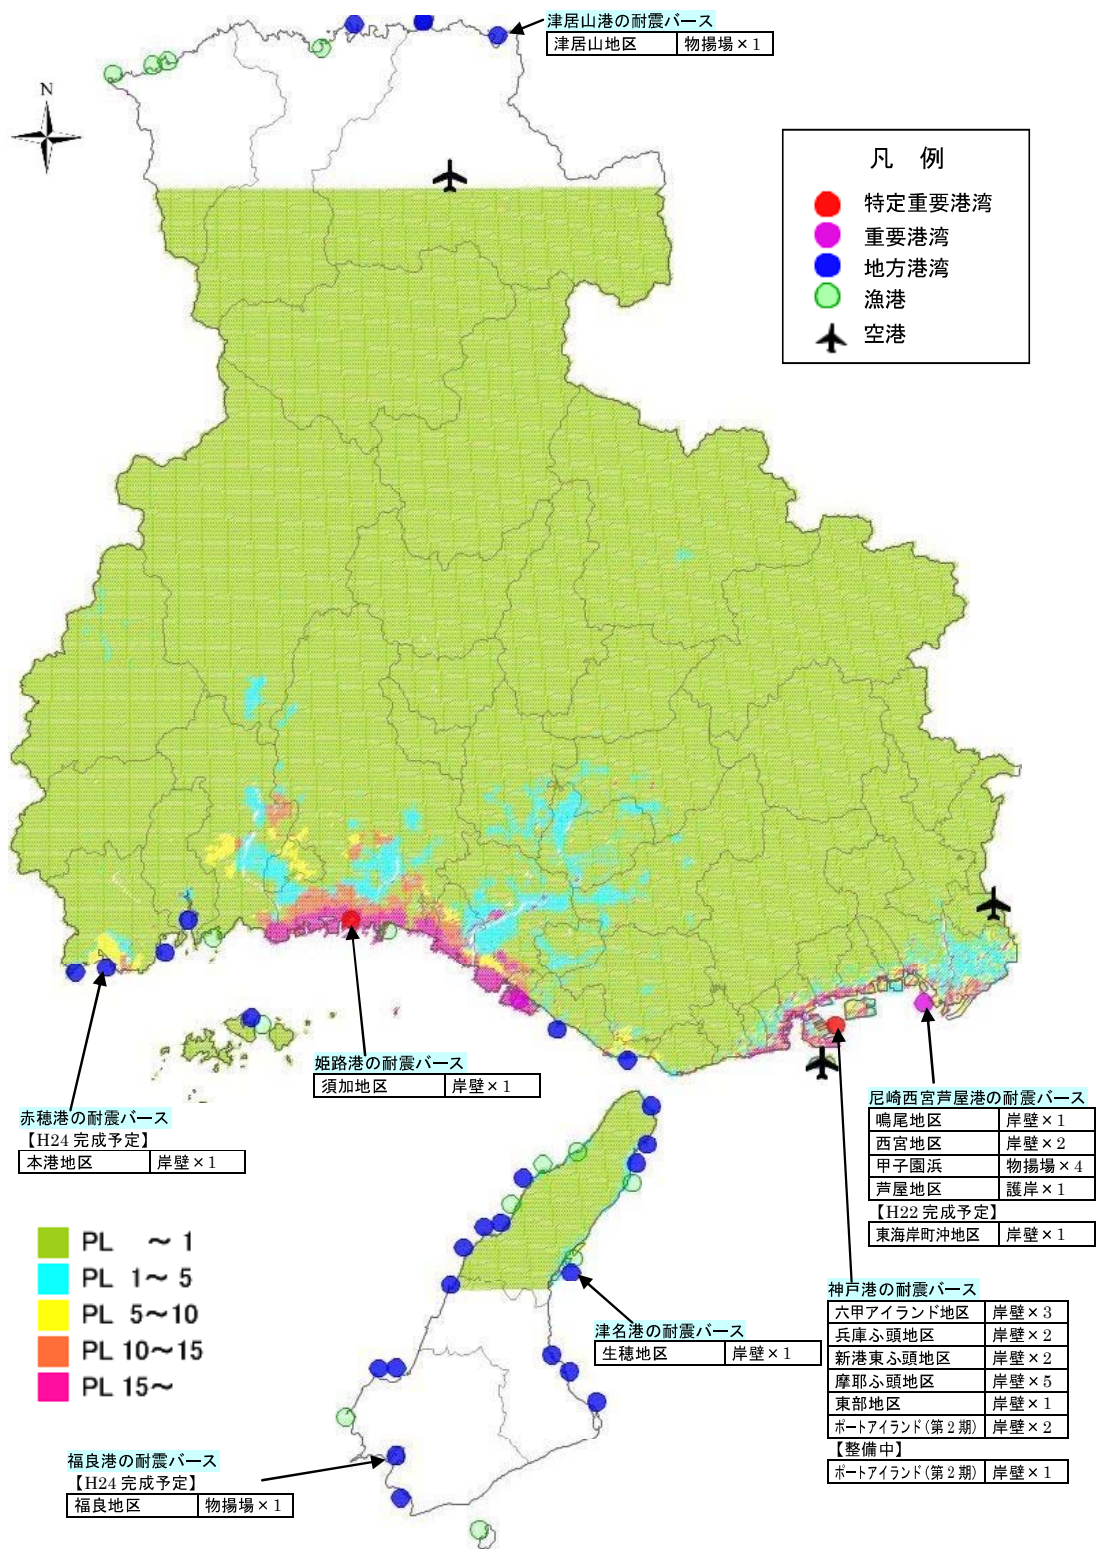 津居山港の耐震バース
津居山地区 物揚場×1
N
凡 例
特定重要港湾
重要港湾
地方港湾
漁港
空港
姫路港の耐震バース
須加地区 岸壁×1
赤穂港の耐震バース
【H24 完成予定】
本港地区 岸壁×1
尼崎西宮芦屋港の耐震バース
鳴尾地区 岸壁×1
西宮地区 岸壁×2
甲子園浜 物揚場×4
芦屋地区 護岸×1
【H22 完成予定】
東海岸町沖地区 岸壁×1
PL ～ 1
PL 1～ 5
PL 5～10
PL 10～15
PL 15～
神戸港の耐震バース
六甲アイランド地区 岸壁×3
兵庫ふ頭地区 岸壁×2
新港東ふ頭地区 岸壁×2
摩耶ふ頭地区 岸壁×5
東部地区 岸壁×1
ポートアイランド(第2期) 岸壁×2
【整備中】
ポートアイランド(第2期) 岸壁×1
津名港の耐震バース
生穂地区 岸壁×1
福良港の耐震バース
【H24 完成予定】
福良地区 物揚場×1